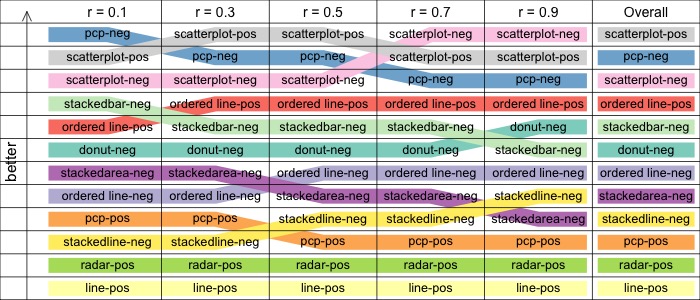 r = 0.1 r = 0.3 r = 0.5 r = 0.7 r = 0.9 Overall
pcp-neg scatterplot-pos scatterplot-pos scatterplot-neg scatterplot-neg scatterplot-pos
scatterplot-pos pcp-neg pcp-neg scatterplot-pos scatterplot-pos pcp-neg
scatterplot-neg scatterplot-neg scatterplot-neg pcp-neg pcp-neg scatterplot-neg
stackedbar-neg ordered line-pos ordered line-pos ordered line-pos ordered line-pos ordered line-pos
ordered line-pos stackedbar-neg stackedbar-neg stackedbar-neg donut-neg stackedbar-neg
donut-neg donut-neg donut-neg donut-neg stackedbar-neg donut-neg
stackedarea-neg stackedarea-neg ordered line-neg ordered line-neg ordered line-neg ordered line-neg
ordered line-neg ordered line-neg stackedarea-neg stackedarea-neg stackedline-neg stackedarea-neg
pcp-pos pcp-pos stackedline-neg stackedline-neg stackedarea-neg stackedline-neg
stackedline-neg stackedline-neg pcp-pos pcp-pos pcp-pos pcp-pos
radar-pos radar-pos radar-pos radar-pos radar-pos radar-pos
line-pos line-pos line-pos line-pos line-pos line-pos
better